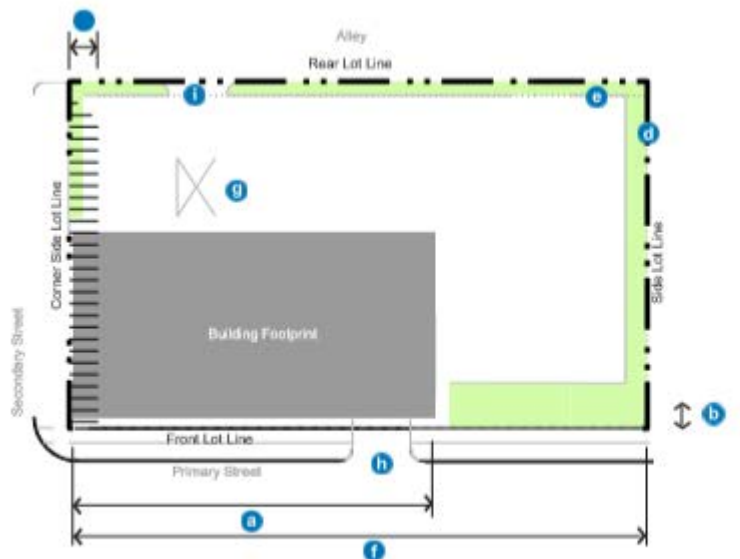 Alley
Rear Lot Line
i
e
d
g
Corner Side Lot Line
Side Lot Line
Secondary Street
Building Footprint
b
Front Lot Line
h
Primary Street
a
f